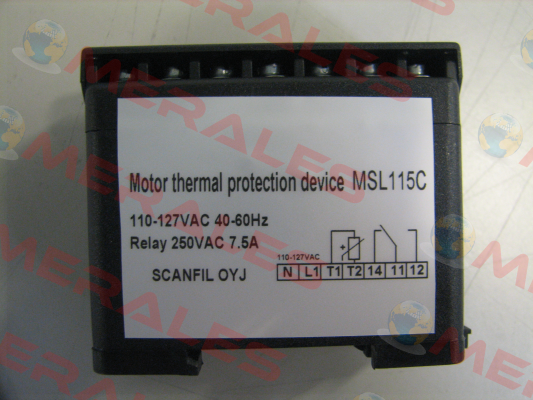 Motor thermal protection device MSL115C
110-127VAC 40-60Hz
Relay 250VAC 7.5A
SCANFIL OYJ
110-127VAC
N L1 T1 T2 14 11 12
MERALES